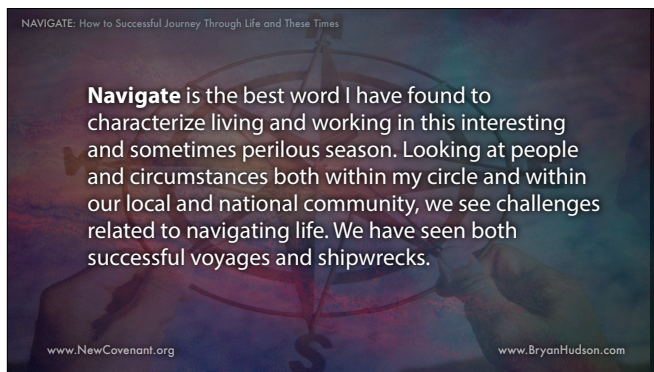 NAVIGATE: How to Successful Journey Through Life and These Times
Navigate is the best word I have found to
characterize living and working in this interesting
and sometimes perilous season. Looking at people
and circumstances both within my circle and within
our local and national community, we see challenges
related to navigating life. We have seen both
successful voyages and shipwrecks.
S
www.NewCovenant.org
www.BryanHudson.com